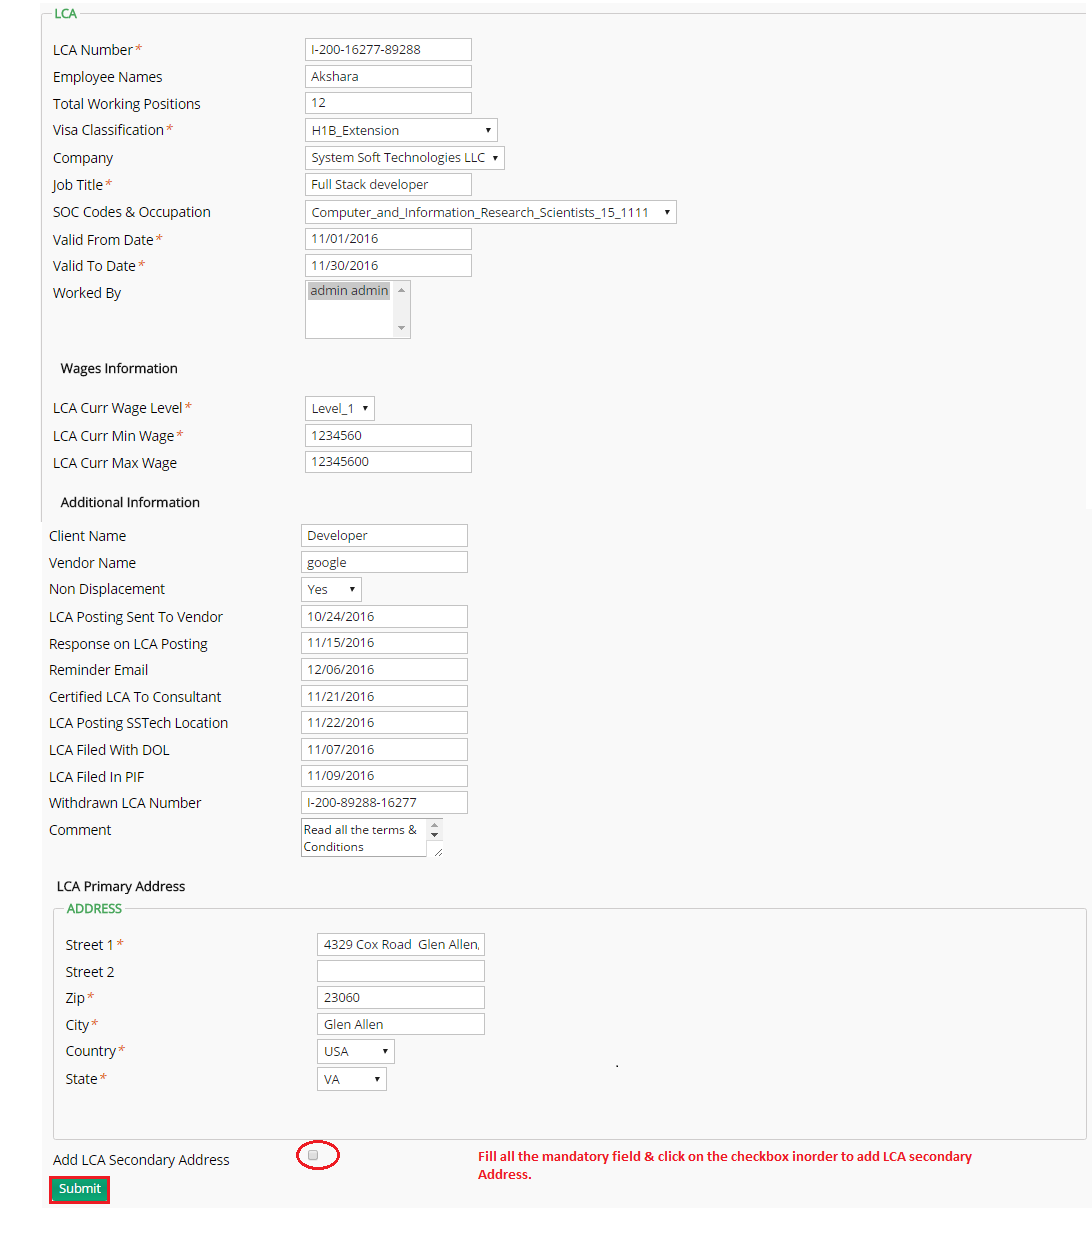 LCA
LCA Number* I-200-16277-89288
Employee Names Akshara
Total Working Positions 12
Visa Classification* H1B_Extension
Company System Soft Technologies LLC
Job Title* Full Stack developer
SOC Codes & Occupation Computer_and_Information_Research_Scientists_15_1111
Valid From Date* 11/01/2016
Valid To Date* 11/30/2016
Worked By admin admin
Wages Information
LCA Curr Wage Level* Level_1
LCA Curr Min Wage* 1234560
LCA Curr Max Wage 12345600
Additional Information
Client Name Developer
Vendor Name google
Non Displacement Yes
LCA Posting Sent To Vendor 10/24/2016
Response on LCA Posting 11/15/2016
Reminder Email 12/06/2016
Certified LCA To Consultant 11/21/2016
LCA Posting SSTech Location 11/22/2016
LCA Filed With DOL 11/07/2016
LCA Filed In PIF 11/09/2016
Withdrawn LCA Number I-200-89288-16277
Comment Read all the terms &
Conditions
LCA Primary Address
ADDRESS
Street 1* 4329 Cox Road  Glen Allen,
Street 2
Zip* 23060
City* Glen Allen
Country* USA
State* VA
Add LCA Secondary Address Fill all the mandatory field & click on the checkbox inorder to add LCA secondary
Address.
Submit